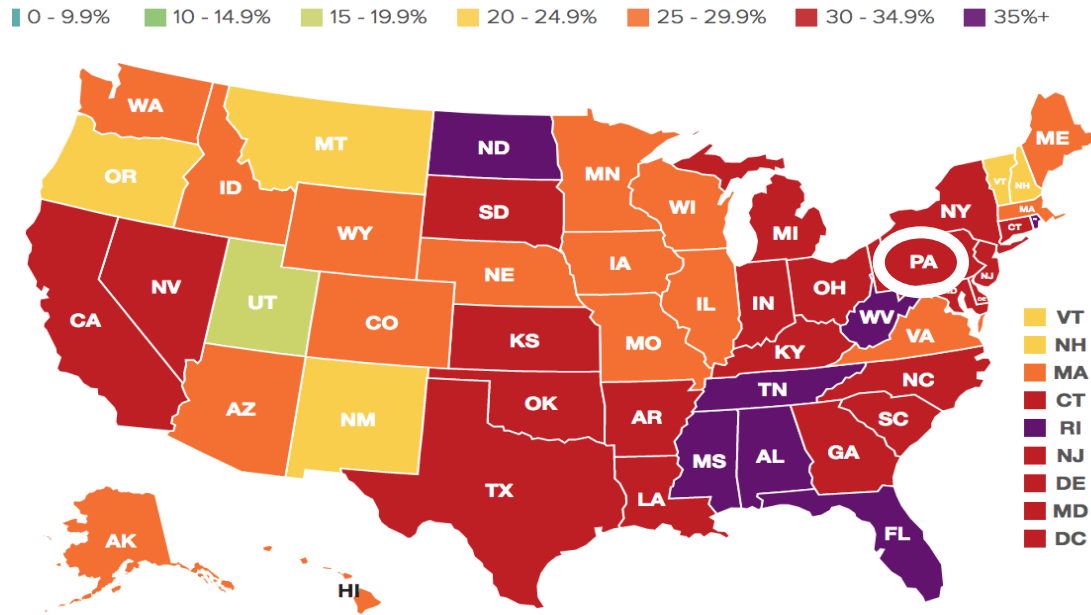 0 - 9.9% 10 - 14.9% 15 - 19.9% 20 - 24.9% 25 - 29.9% 30 - 34.9% 35%+
WA
MT
ND
MN
ME
OR
ID
SD
WI
VT
NH
WY
MI
NY
MA
CT
NE
IA
PA
NV
UT
CO
IL
IN
OH
NJ
DE
CA
KS
MO
WV
VA
KY
AZ
NM
OK
AR
TN
NC
SC
TX
LA
MS
AL
GA
FL
AK
HI
VT
NH
MA
CT
RI
NJ
DE
MD
DC